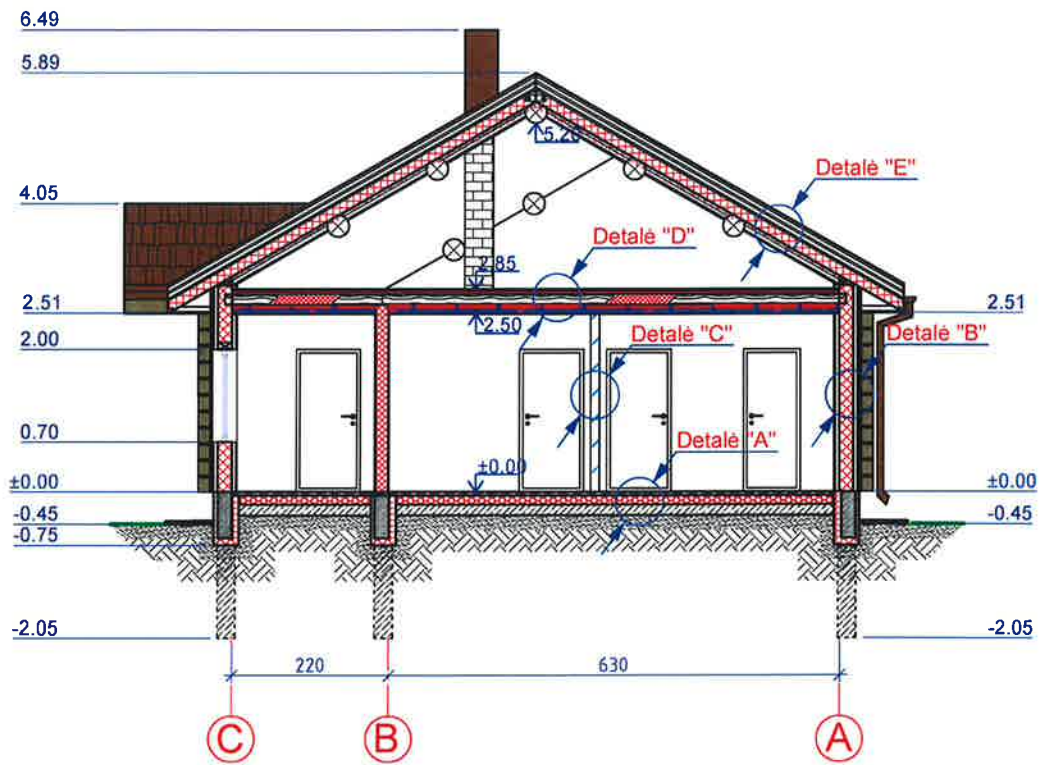 6.49
5.89
5.20
Detalė "E"
4.05
Detalė "D"
2.85
2.51
2.51
2.50
Detalė "C"
Detalė "B"
2.00
0.70
Detalė "A"
±0.00
±0.00
±0.00
-0.45
-0.45
-0.75
-2.05
-2.05
220
630
C
B
A